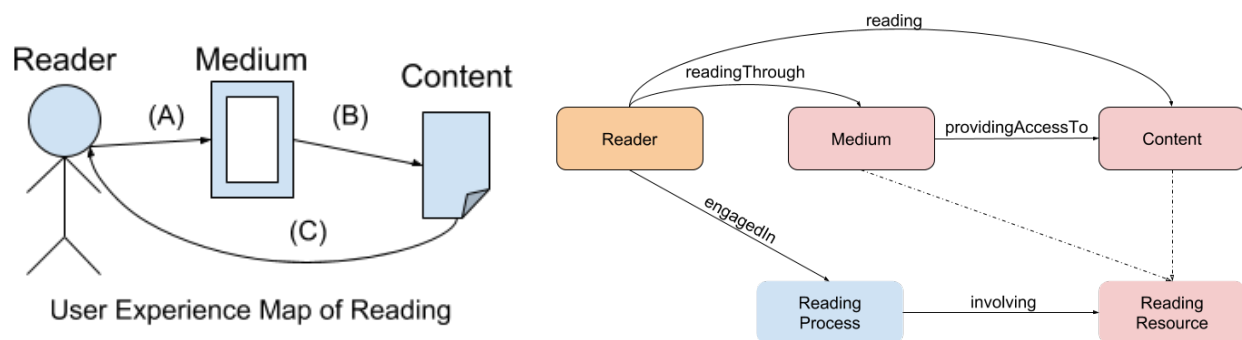 Reader
Medium
Content
(A)
(B)
(C)
User Experience Map of Reading
reading
readingThrough
Reader
Medium
providingAccessTo
Content
engagedIn
Reading
Process
involving
Reading
Resource